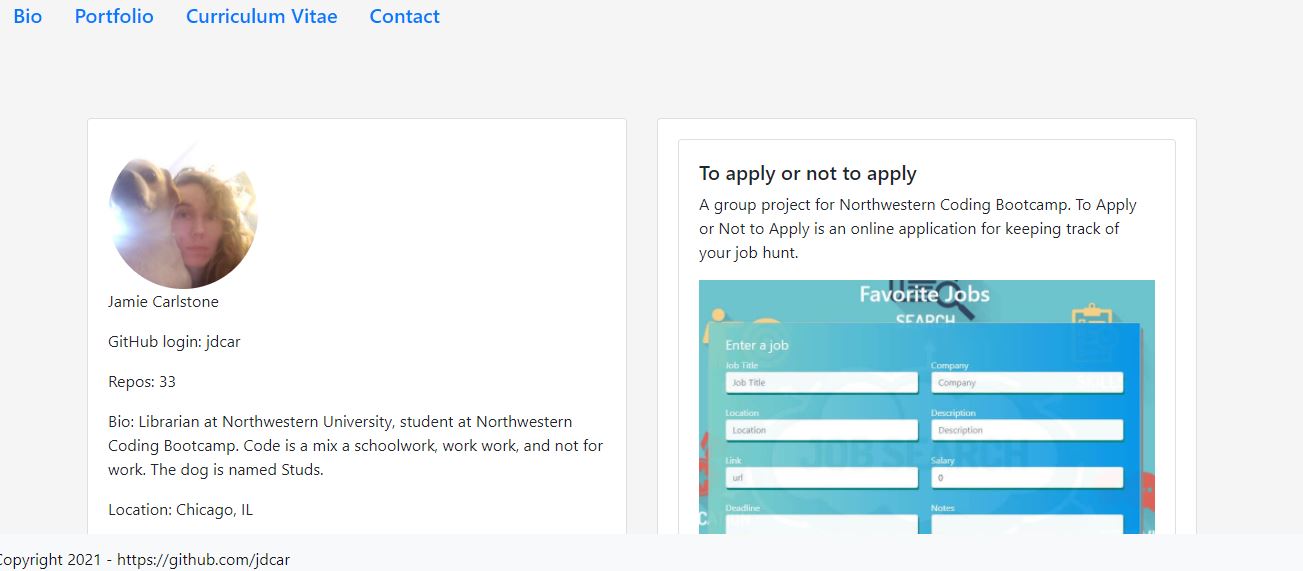 Bio Portfolio Curriculum Vitae Contact
Jamie Carlstone
GitHub login: jdcar
Repos: 33
Bio: Librarian at Northwestern University, student at Northwestern
Coding Bootcamp. Code is a mix a schoolwork, work work, and not for
work. The dog is named Studs.
Location: Chicago, IL
To apply or not to apply
A group project for Northwestern Coding Bootcamp. To Apply
or Not to Apply is an online application for keeping track of
your job hunt.
Favorite Jobs
SEARCH
Enter a job
Job Title Company
Job Title Company
Location Description
Location Description
JOB SEARCH
Link Salary
url 0
Deadline Notes
Copyright 2021 - https://github.com/jdcar